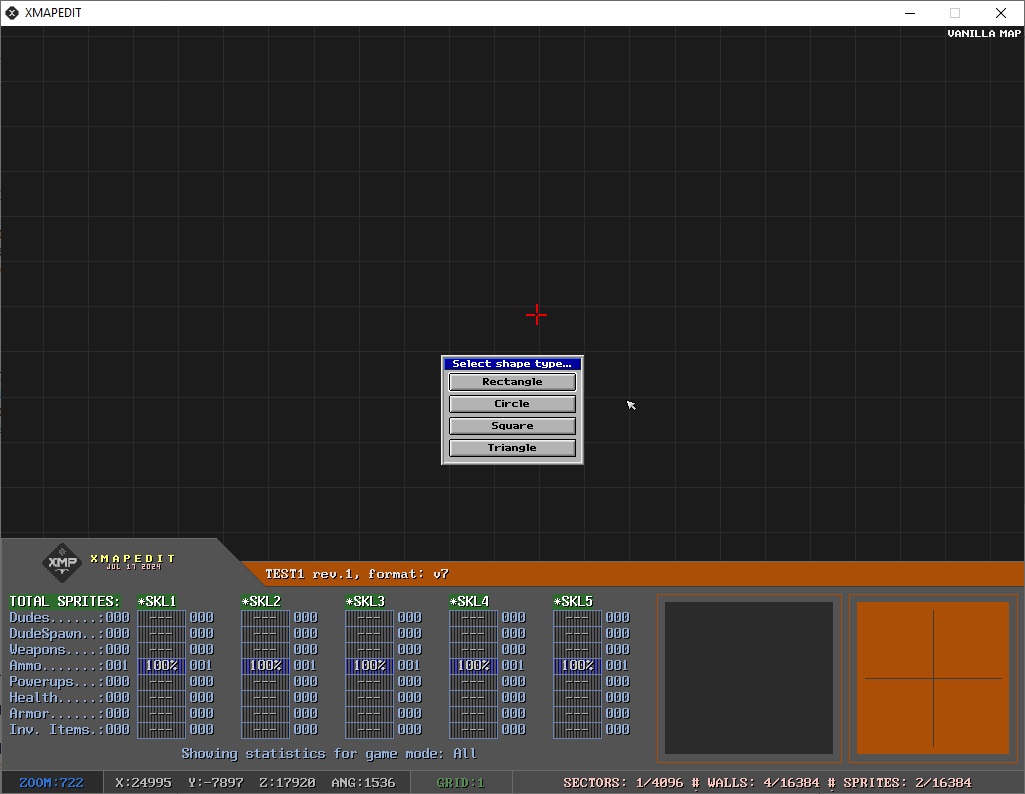 XMAPEDIT
VANILLA MAP
Select shape type...
Rectangle
Circle
Square
Triangle
XMP
XMAPEDIT
JUL 17 2024
TEST1 rev.1, format: v7
TOTAL SPRITES: *SKL1 *SKL2 *SKL3 *SKL4 *SKL5
Dudes......:000 --- 000 --- 000 --- 000 --- 000 --- 000
DudeSpawn..:000 --- 000 --- 000 --- 000 --- 000 --- 000
Weapons....:000 --- 000 --- 000 --- 000 --- 000 --- 000
Ammo.......:001 100% 001 100% 001 100% 001 100% 001 100% 001
Powerups...:000 --- 000 --- 000 --- 000 --- 000 --- 000
Health.....:000 --- 000 --- 000 --- 000 --- 000 --- 000
Armor......:000 --- 000 --- 000 --- 000 --- 000 --- 000
Inv. Items.:000 --- 000 --- 000 --- 000 --- 000 --- 000
Showing statistics for game mode: All
ZOOM:722 X:24995 Y:-7897 Z:17920 ANG:1536 GRID:1 SECTORS: 1/4096 # WALLS: 4/16384 # SPRITES: 2/16384